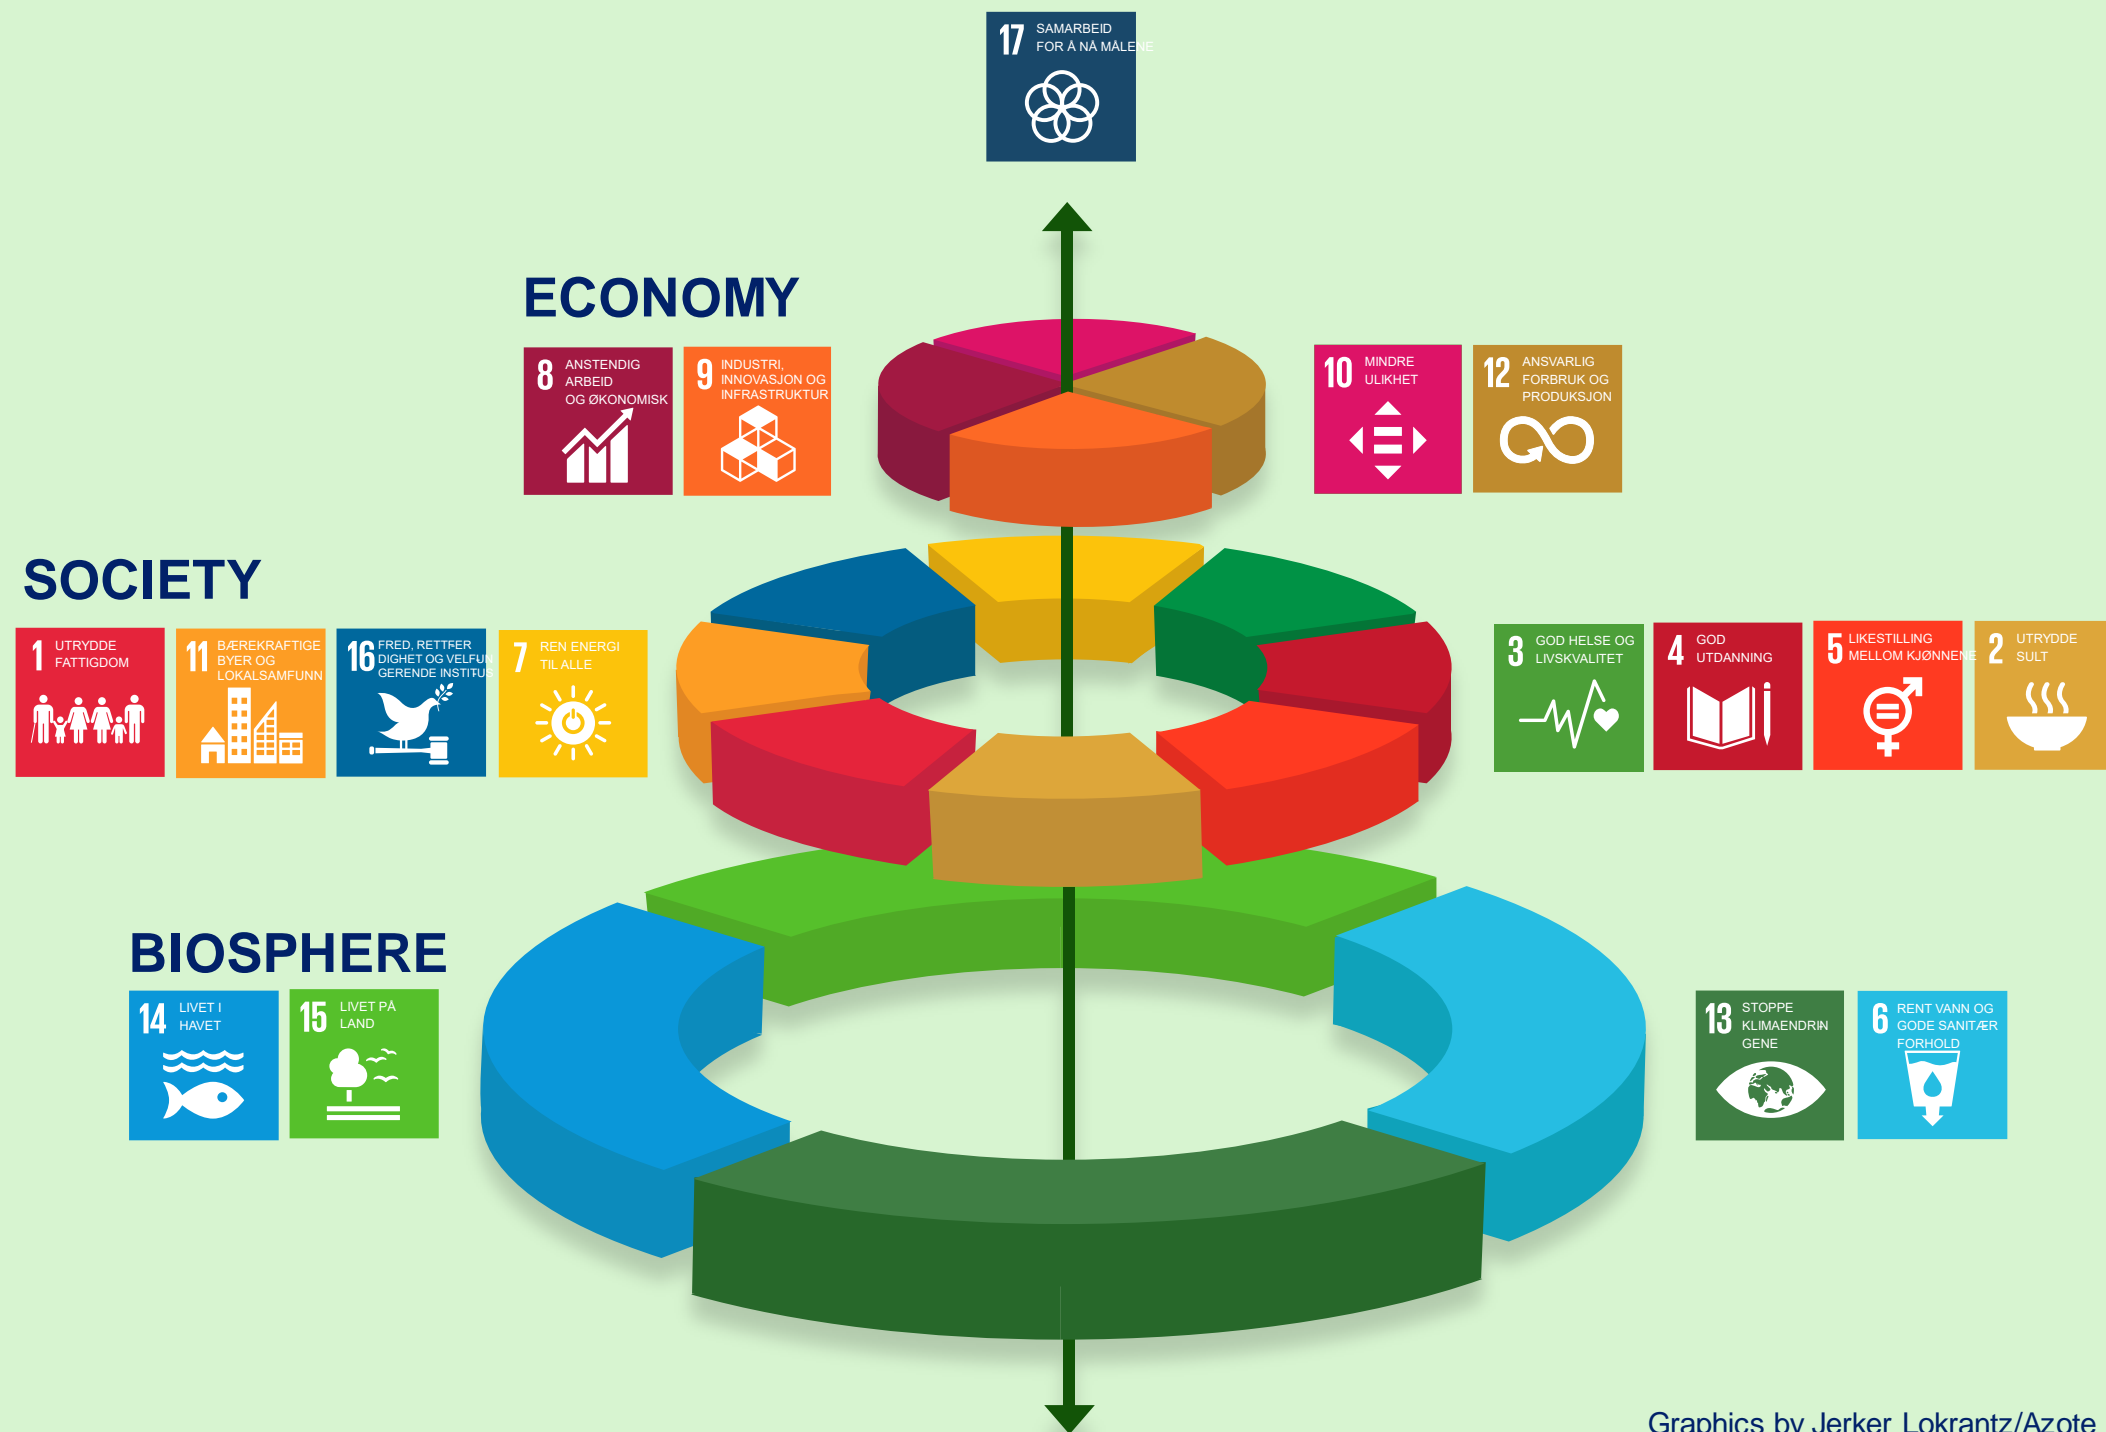 17 SAMARBEID
FOR Å NÅ MÅLENE
ECONOMY
8 ANSTENDIG
ARBEID
OG ØKONOMISK
9 INDUSTRI,
INNOVASJON OG
INFRASTRUKTUR
10 MINDRE
ULIKHET
12 ANSVARLIG
FORBRUK OG
PRODUKSJON
SOCIETY
1 UTRYDDE
FATTIGDOM
11 BÆREKRAFTIGE
BYER OG
LOKALSAMFUNN
16 FRED, RETTFER
DIGHET OG VELFUN
GERENDE INSTITUS
7 REN ENERGI
TIL ALLE
3 GOD HELSE OG
LIVSKVALITET
4 GOD
UTDANNING
5 LIKESTILLING
MELLOM KJØNNENE
2 UTRYDDE
SULT
BIOSPHERE
14 LIVET I
HAVET
15 LIVET PÅ
LAND
13 STOPPE
KLIMAENDRIN
GENE
6 RENT VANN OG
GODE SANITÆR
FORHOLD
Graphics by Jerker Lokrantz/Azote